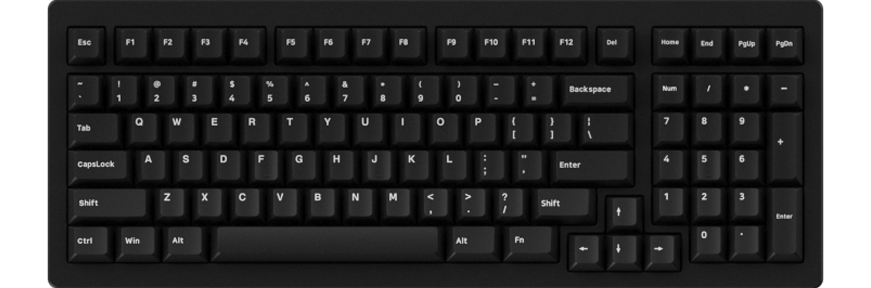 Esc F1 F2 F3 F4 F5 F6 F7 F8 F9 F10 F11 F12 Del Home End PgUp PgDn
~ ! @ # $ % ^ & * ( ) _ +
` 1 2 3 4 5 6 7 8 9 0 - = Backspace Num / * -
Tab Q W E R T Y U I O P { } | 7 8 9
[ ] \ +
CapsLock A S D F G H J K L : " Enter 4 5 6
; '
Shift Z X C V B N M < > ? Shift ↑ 1 2 3
, . / Enter
Ctrl Win Alt Alt Fn ← ↓ → 0 .